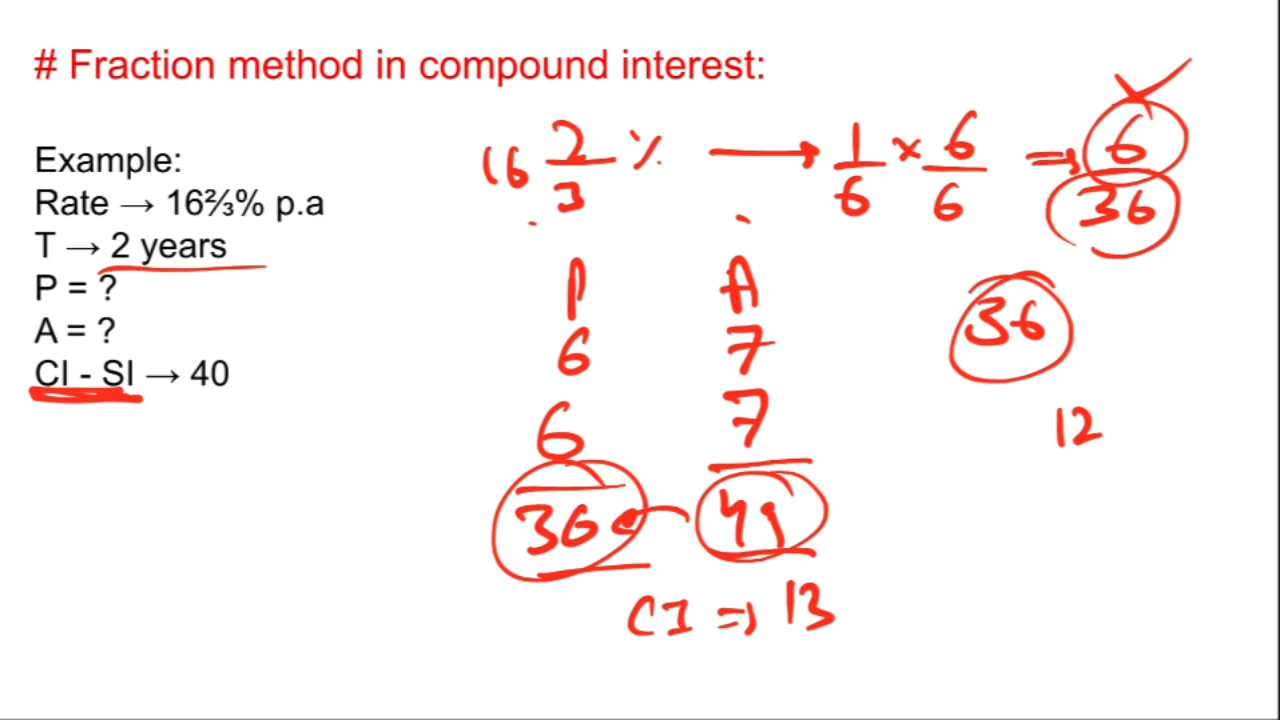 # Fraction method in compound interest:
Example:
Rate → 16⅔% p.a
T → 2 years
P = ?
A = ?
CI - SI → 40
16 2/3 % → 1/6 × 6/6 ⇒ 6/36
P A
6 7
6 7
36 49
CI ⇒ 13
36
12